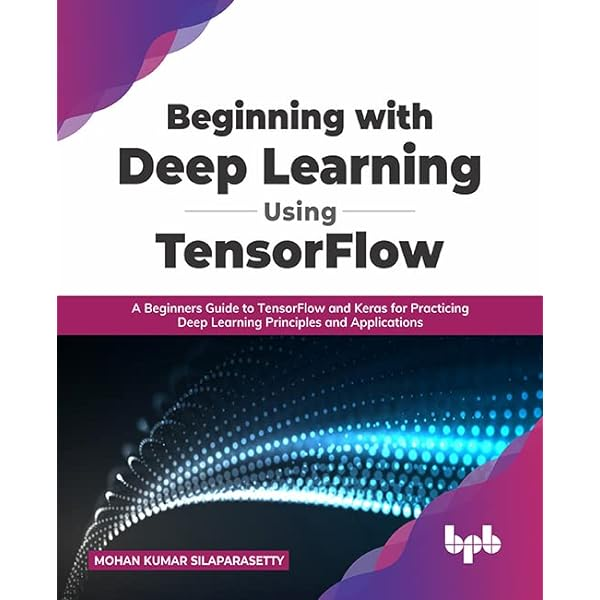 Beginning with
Deep Learning
Using
TensorFlow
A Beginners Guide to TensorFlow and Keras for Practicing
Deep Learning Principles and Applications
MOHAN KUMAR SILAPARASETTY
bpb